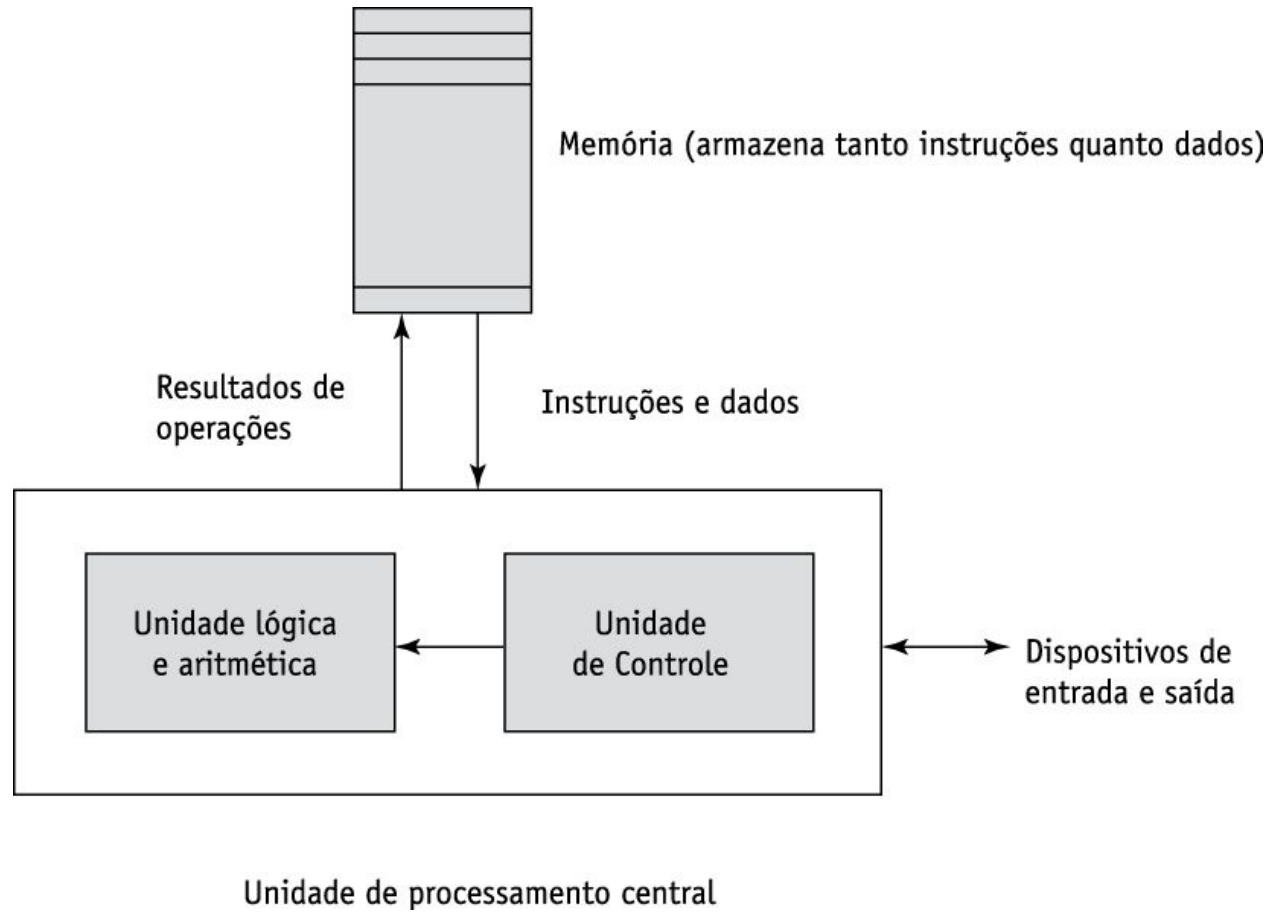 Memória (armazena tanto instruções quanto dados)
Resultados de
operações
Instruções e dados
Unidade lógica
e aritmética
Unidade
de Controle
Dispositivos de
entrada e saída
Unidade de processamento central